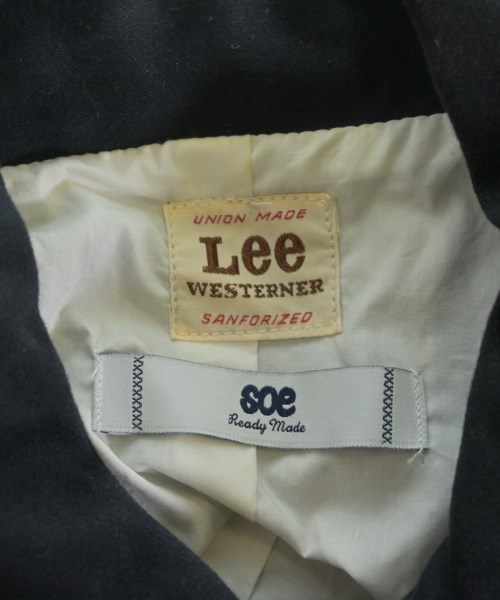 UNION MADE
Lee
WESTERNER
SANFORIZED
soe
Ready Made